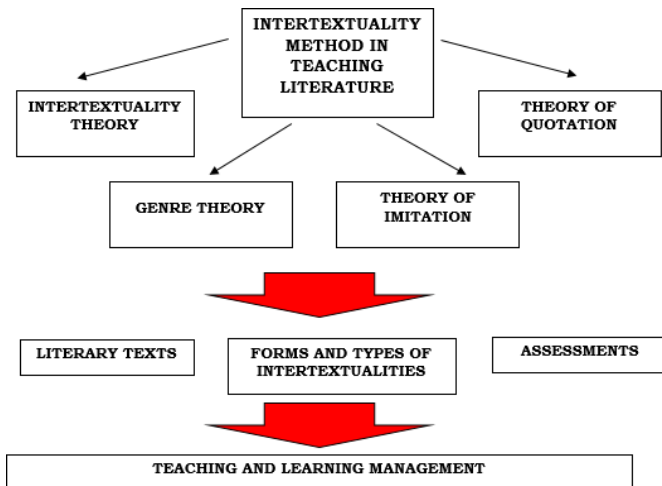 INTERTEXTUALITY
METHOD IN
TEACHING
LITERATURE
INTERTEXTUALITY
THEORY
THEORY OF
QUOTATION
GENRE THEORY
THEORY OF
IMITATION
LITERARY TEXTS
FORMS AND TYPES OF
INTERTEXTUALITIES
ASSESSMENTS
TEACHING AND LEARNING MANAGEMENT